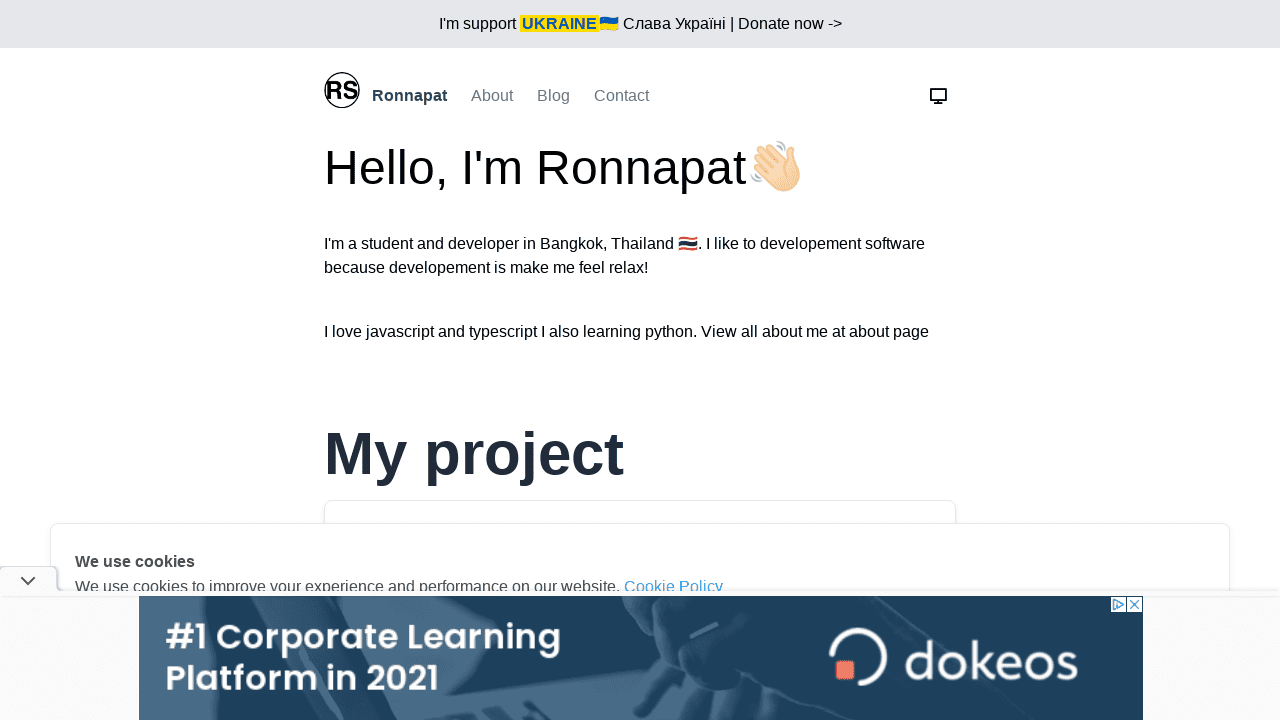 I'm support UKRAINE🇺🇦 Слава Україні | Donate now ->
RS Ronnapat About Blog Contact
Hello, I'm Ronnapat👋🏻
I'm a student and developer in Bangkok, Thailand 🇹🇭. I like to developement software
because developement is make me feel relax!
I love javascript and typescript I also learning python. View all about me at about page
My project
We use cookies
We use cookies to improve your experience and performance on our website. Cookie Policy
#1 Corporate Learning
Platform in 2021
dokeos